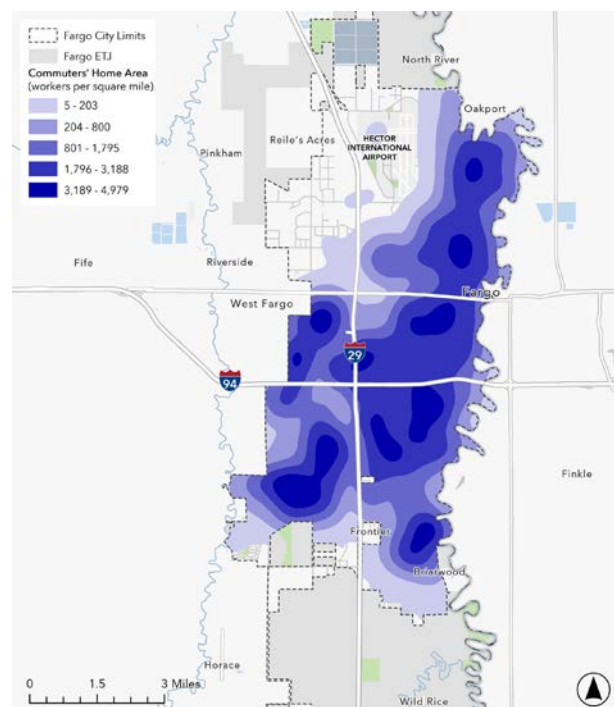 Fargo City Limits
Fargo ETJ
Commuters' Home Area
(workers per square mile)
5 - 203
204 - 800
801 - 1,795
1,796 - 3,188
3,189 - 4,979
North River
Oakport
Reile's Acres
HECTOR
INTERNATIONAL
AIRPORT
Pinkham
Fife
Riverside
West Fargo
Fargo
29
94
Finkle
Frontier
Briarwood
Horace
Wild Rice
0 1.5 3 Miles